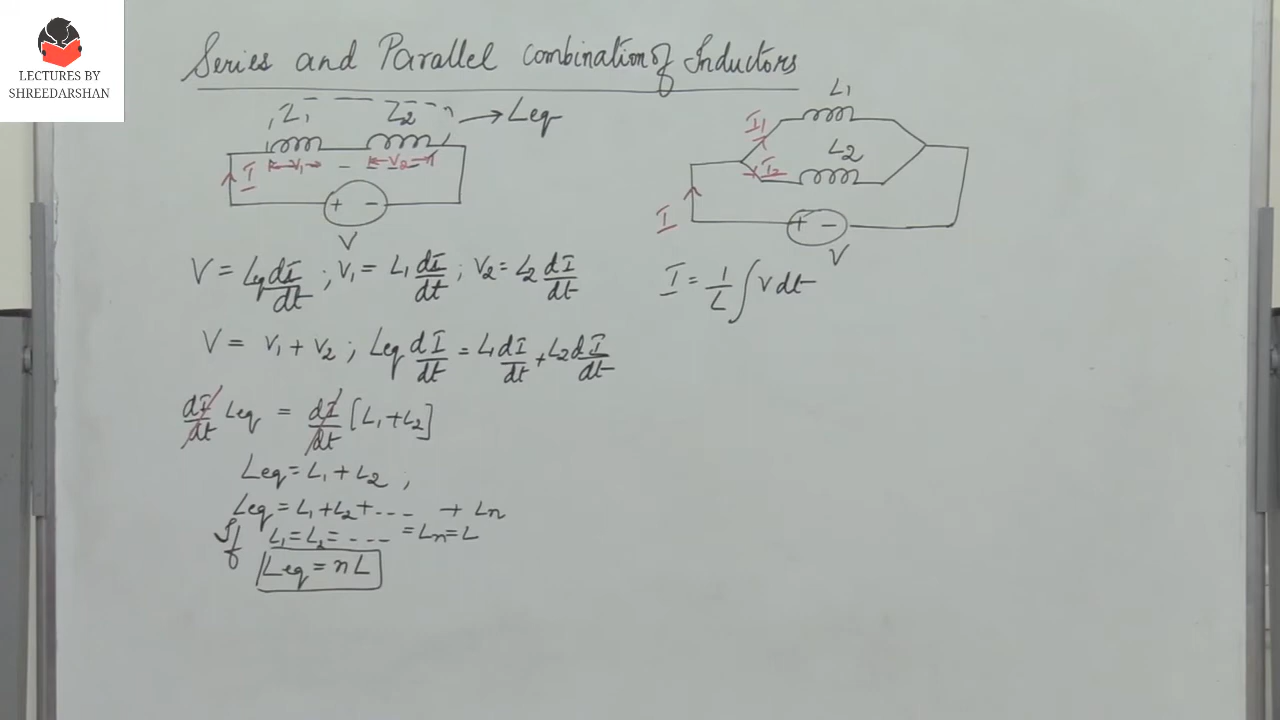 LECTURES BY
SHREEDARSHAN
Series and Parallel combination of Inductors
L₁ L₂ → Leq
I V₁ V₂
+ −
V
V = Leq dI/dt ; V₁ = L₁ dI/dt ; V₂ = L₂ dI/dt
V = V₁ + V₂ ; Leq dI/dt = L₁ dI/dt + L₂ dI/dt
dI/dt Leq = dI/dt [L₁ + L₂]
Leq = L₁ + L₂ ,
Leq = L₁ + L₂ + ---- + Ln
If L₁ = L₂ = ---- = Ln = L
Leq = nL
L₁
I₁
L₂
I₂
I
+ −
V
I = 1/L ∫ V dt